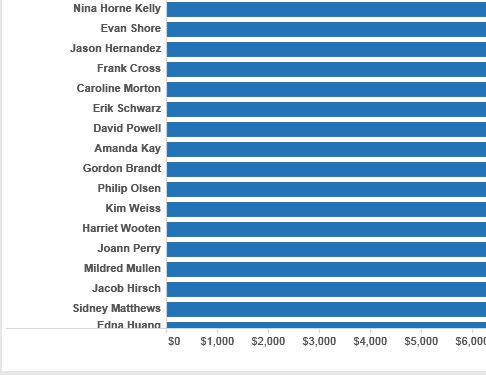 Nina Horne Kelly
Evan Shore
Jason Hernandez
Frank Cross
Caroline Morton
Erik Schwarz
David Powell
Amanda Kay
Gordon Brandt
Philip Olsen
Kim Weiss
Harriet Wooten
Joann Perry
Mildred Mullen
Jacob Hirsch
Sidney Matthews
Edna Huang
$0 $1,000 $2,000 $3,000 $4,000 $5,000 $6,00